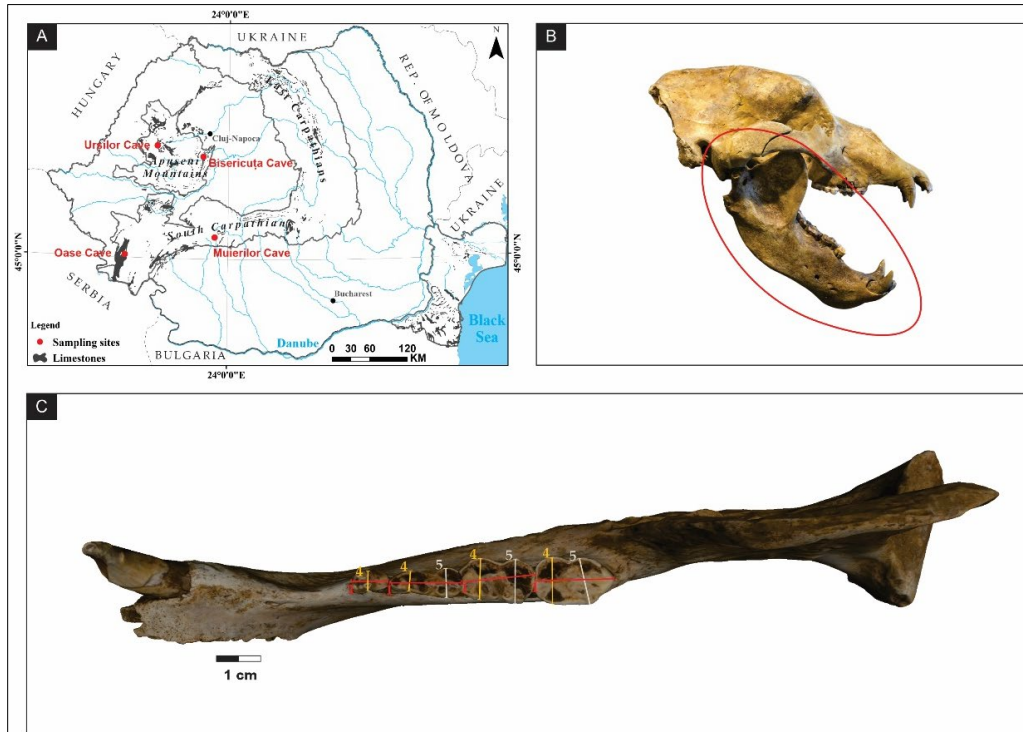 A
24°0'0"E
UKRAINE
N
HUNGARY
REP. OF MOLDOVA
East Carpathians
Cluj-Napoca
Ursilor Cave
Bisericuța Cave
Apuseni
Mountains
UKRAINE
South Carpathians
45°0'0"N
45°0'0"N
Oase Cave
Muierilor Cave
SERBIA
Bucharest
Legend
Sampling sites
Limestones
Black
Sea
Danube
0 30 60 120
KM
BULGARIA
24°0'0"E
B
C
4
4
5
4
5
4
5
1 cm